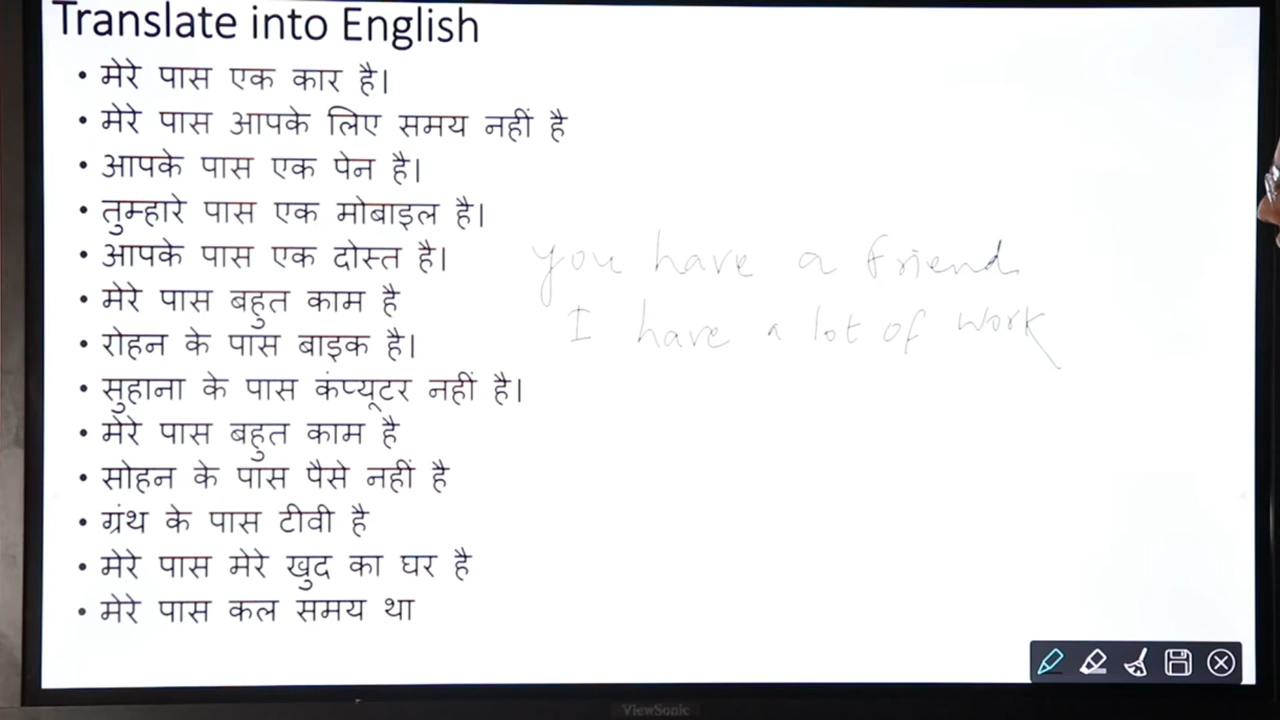 Translate into English
• मेरे पास एक कार है।
• मेरे पास आपके लिए समय नहीं है
• आपके पास एक पेन है।
• तुम्हारे पास एक मोबाइल है।
• आपके पास एक दोस्त है। you have a friend
• मेरे पास बहुत काम है I have a lot of work
• रोहन के पास बाइक है।
• सुहाना के पास कंप्यूटर नहीं है।
• मेरे पास बहुत काम है
• सोहन के पास पैसे नहीं है
• ग्रंथ के पास टीवी है
• मेरे पास मेरे खुद का घर है
• मेरे पास कल समय था
ViewSonic